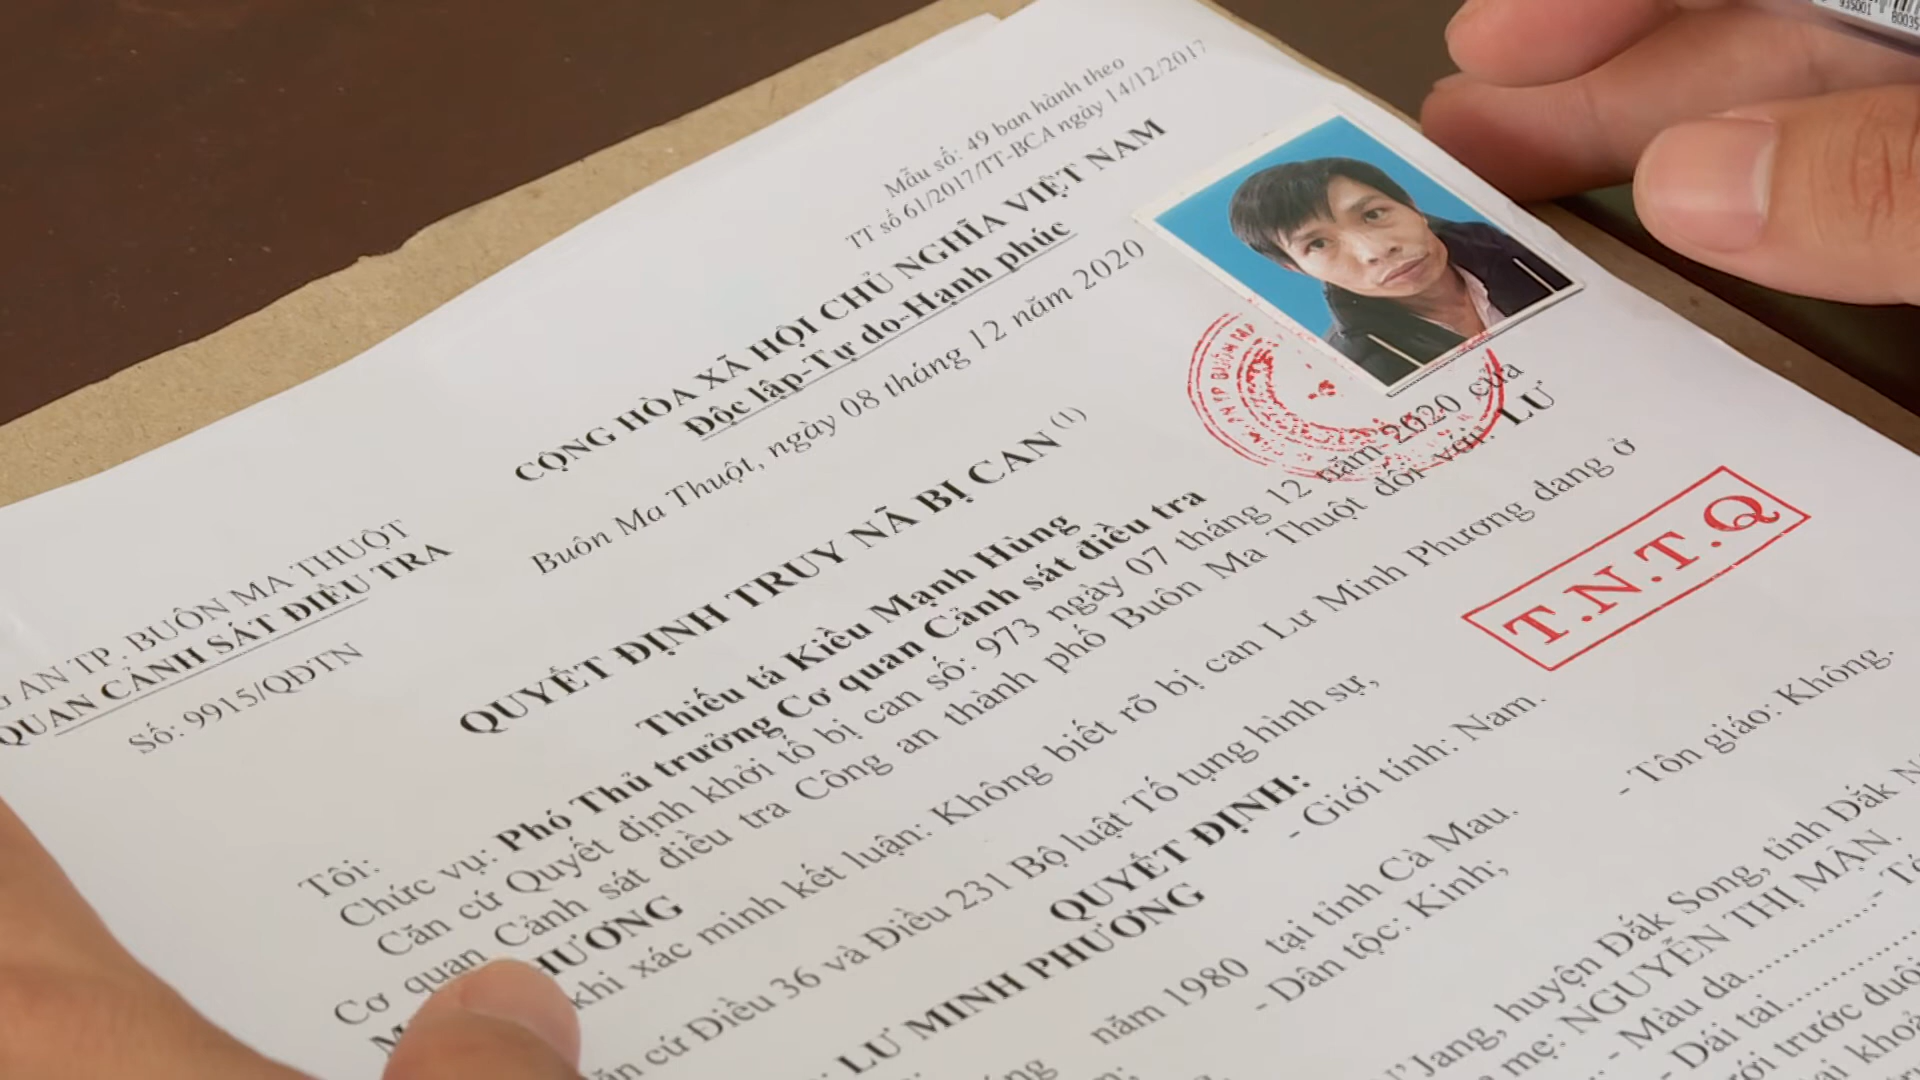 Mẫu số: 49 ban hành theo
TT số 61/2017/TT-BCA ngày 14/12/2017
CỘNG HÒA XÃ HỘI CHỦ NGHĨA VIỆT NAM
Độc lập-Tự do-Hạnh phúc
Buôn Ma Thuột, ngày 08 tháng 12 năm 2020
G AN TP. BUÔN MA THUỘT
QUAN CẢNH SÁT ĐIỀU TRA
Số: 9915/QĐTN
QUYẾT ĐỊNH TRUY NÃ BỊ CAN (1)
T.N.T.Q
Tôi: Thiếu tá Kiều Mạnh Hùng
Chức vụ: Phó Thủ trưởng Cơ quan Cảnh sát điều tra
Căn cứ Quyết định khởi tố bị can số: 973 ngày 07 tháng 12 năm 2020 của
Cơ quan Cảnh sát điều tra Công an thành phố Buôn Ma Thuột đối với: LƯ
M HƯƠNG
khi xác minh kết luận: Không biết rõ bị can Lư Minh Phương đang ở
ăn cứ Điều 36 và Điều 231 Bộ luật Tố tụng hình sự,
QUYẾT ĐỊNH:
LƯ MINH PHƯƠNG - Giới tính: Nam.
năm 1980 tại tỉnh Cà Mau.
- Dân tộc: Kinh; - Tôn giáo: Không.
N' Jang, huyện Đắk Song, tỉnh Đắk N
mẹ: NGUYỄN THỊ MẬN.
- Màu da............... - Tó
- Dái tai...............